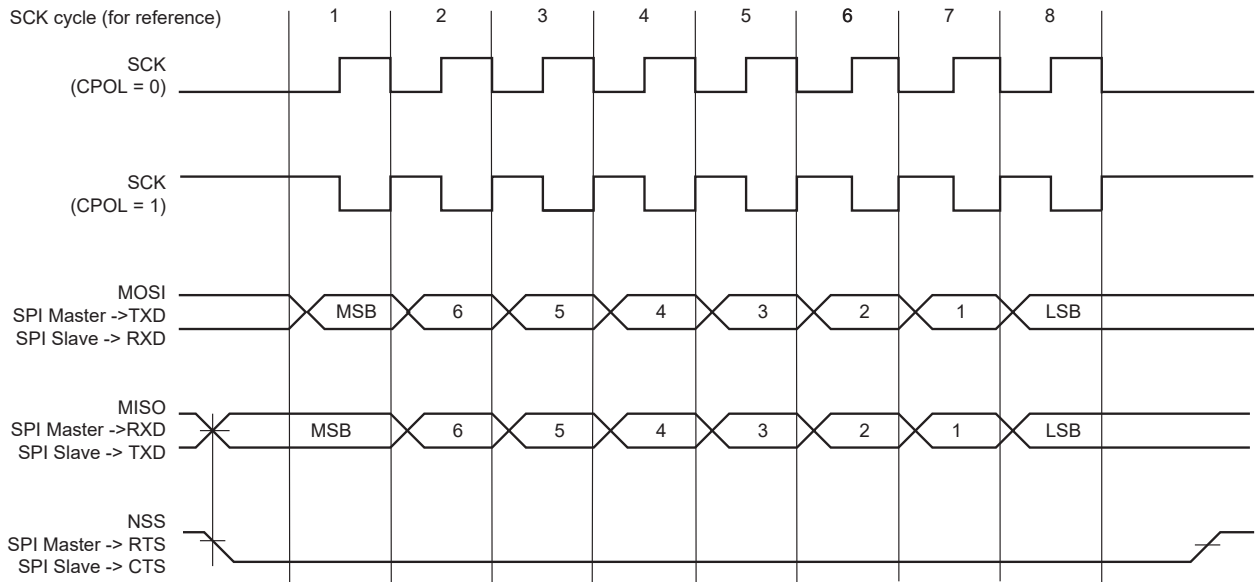 SCK cycle (for reference) 1 2 3 4 5 6 7 8
SCK
(CPOL = 0)
SCK
(CPOL = 1)
MOSI
SPI Master ->TXD
SPI Slave -> RXD
MSB 6 5 4 3 2 1 LSB
MISO
SPI Master ->RXD
SPI Slave -> TXD
MSB 6 5 4 3 2 1 LSB
NSS
SPI Master -> RTS
SPI Slave -> CTS